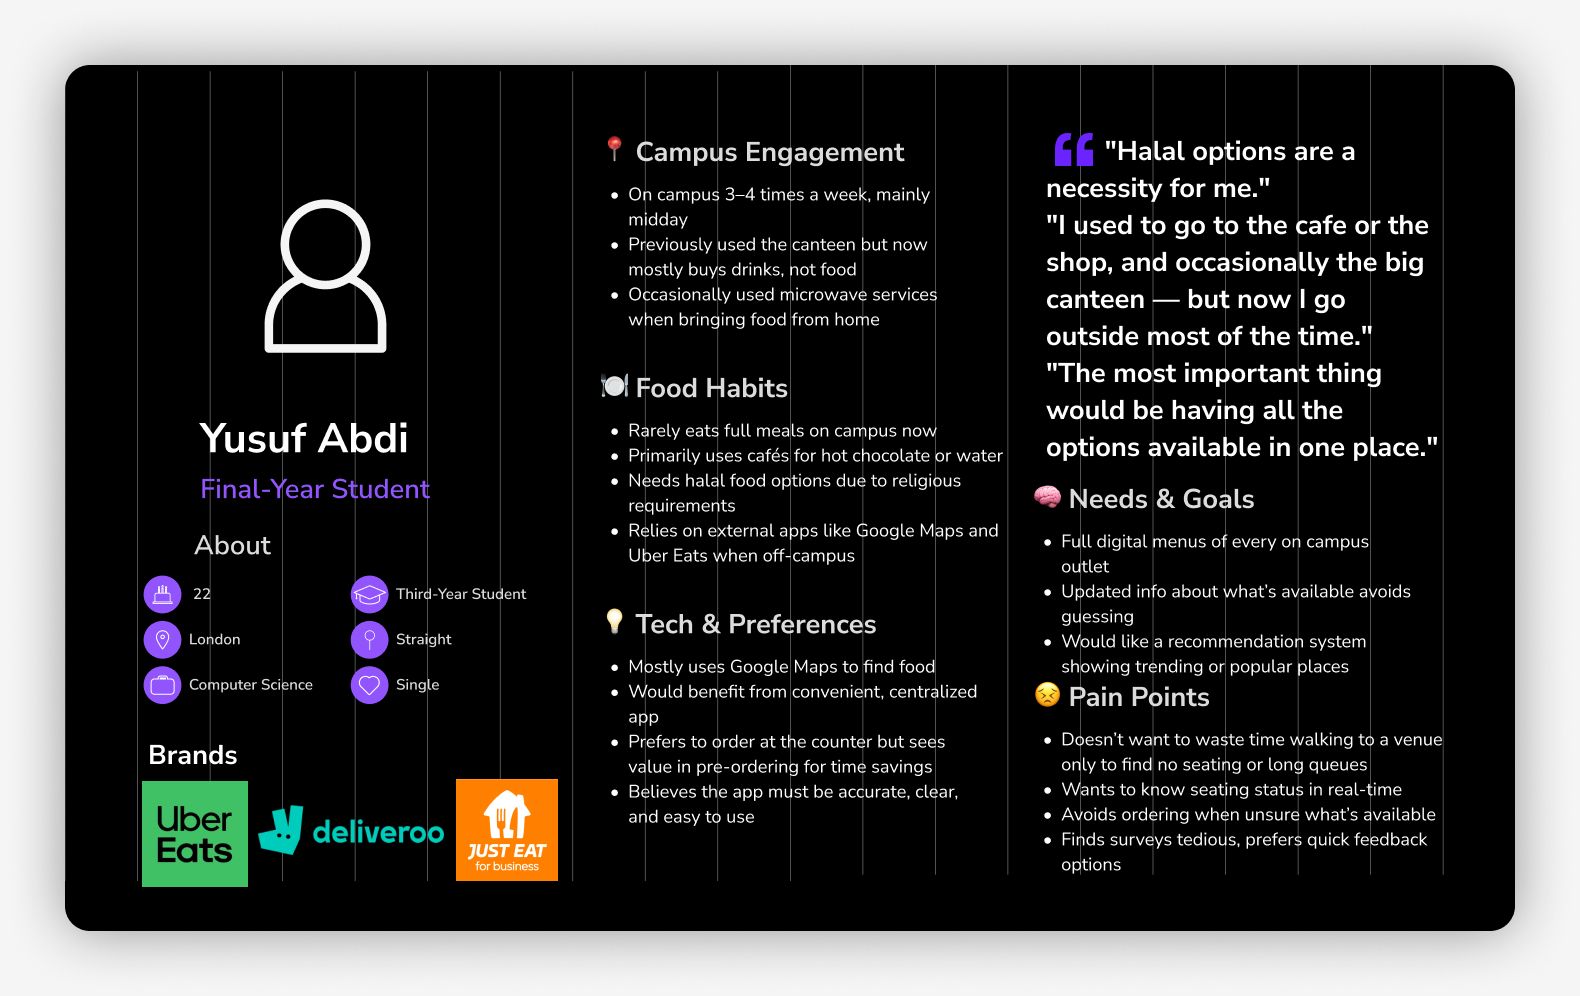 Yusuf Abdi
Final-Year Student
About
22
Third-Year Student
London
Straight
Computer Science
Single
Brands
Uber
Eats
deliveroo
JUST EAT
for business
Campus Engagement
• On campus 3–4 times a week, mainly
midday
• Previously used the canteen but now
mostly buys drinks, not food
• Occasionally used microwave services
when bringing food from home
Food Habits
• Rarely eats full meals on campus now
• Primarily uses cafés for hot chocolate or water
• Needs halal food options due to religious
requirements
• Relies on external apps like Google Maps and
Uber Eats when off-campus
Tech & Preferences
• Mostly uses Google Maps to find food
• Would benefit from convenient, centralized
app
• Prefers to order at the counter but sees
value in pre-ordering for time savings
• Believes the app must be accurate, clear,
and easy to use
"Halal options are a
necessity for me."
"I used to go to the cafe or the
shop, and occasionally the big
canteen — but now I go
outside most of the time."
"The most important thing
would be having all the
options available in one place."
Needs & Goals
• Full digital menus of every on campus
outlet
• Updated info about what’s available avoids
guessing
• Would like a recommendation system
showing trending or popular places
Pain Points
• Doesn’t want to waste time walking to a venue
only to find no seating or long queues
• Wants to know seating status in real-time
• Avoids ordering when unsure what’s available
• Finds surveys tedious, prefers quick feedback
options